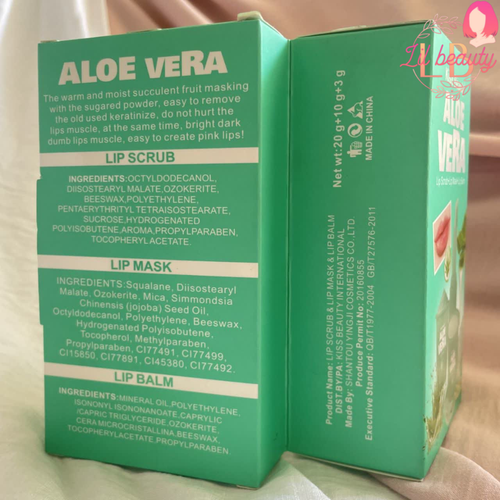 ALOE VERA
The warm and moist succulent fruit masking
with the sugared powder, easy to remove
the old used keratinize, do not hurt the
lips muscle, at the same time, bright dark
dumb lips muscle, easy to create pink lips!
LIP SCRUB
INGREDIENTS:OCTYLDODECANOL,
DIISOSTEARYL MALATE,OZOKERITE,
BEESWAX,POLYETHYLENE,
PENTAERYTHRITYL TETRAISOSTEARATE,
SUCROSE,HYDROGENATED
POLYISOBUTENE,AROMA,PROPYLPARABEN,
TOCOPHERYLACETATE.
LIP MASK
INGREDIENTS:Squalane, Diisostearyl
Malate, Ozokerite, Mica, Simmondsia
Chinensis (jojoba) Seed Oil,
Octyldodecanol, Polyethylene, Beeswax,
Hydrogenated Polyisobutene,
Tocopherol, Methylparaben,
Propylparaben, CI77491, CI77499,
CI15850, CI77891, CI45380, CI77492.
LIP BALM
INGREDIENTS:MINERAL OIL,POLYETHYLENE,
ISONONYL ISONONANOATE, CAPRYLIC
/CAPRIC TRIGLYCERIDE,OZOKERITE,
CERA MICROCRISTALLINA,BEESWAX,
TOCOPHERYLACETATE,PROPYLPARABEN.
Net wt:20 g+10 g+3 g
MADE IN CHINA
Product Name: LIP SCRUB & LIP MASK & LIP BALM
DIST.BY/PA: KISS BEAUTY INTERNATIONAL
Made By: SHANTOU YINGJI COSMETICS CO.,LTD
Produce Permit No: 20160855
Executive Standard: QB/T1977-2004 GB/T27576-2011
Lil beauty
LB
ALOE
VERA